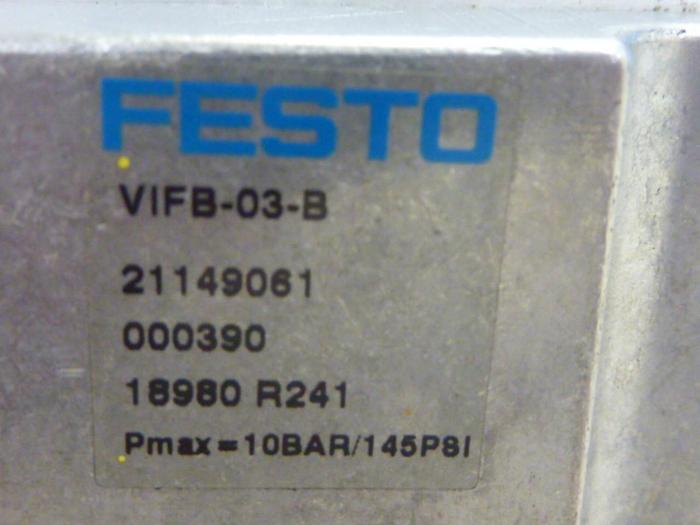 FESTO
VIFB-03-B
21149061
000390
18980 R241
Pmax=10BAR/145PSI